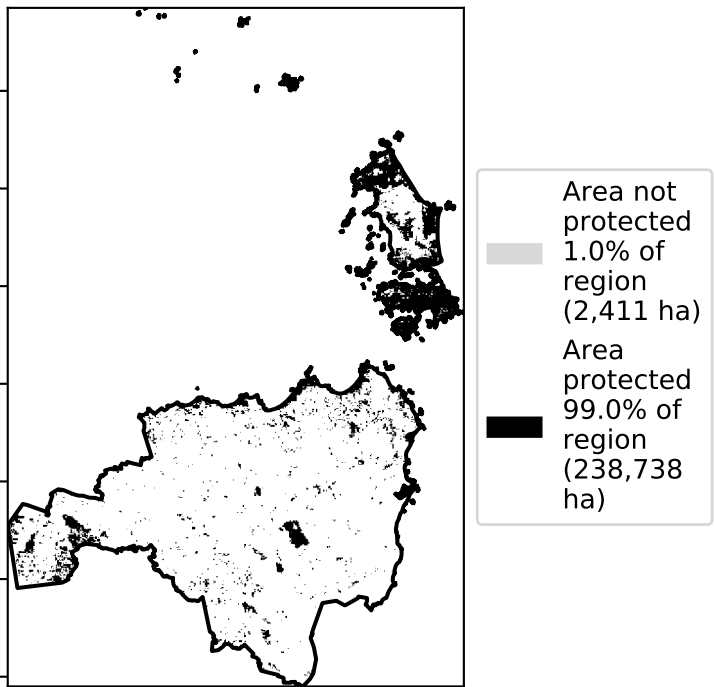 Area not
protected
1.0% of
region
(2,411 ha)
Area
protected
99.0% of
region
(238,738
ha)